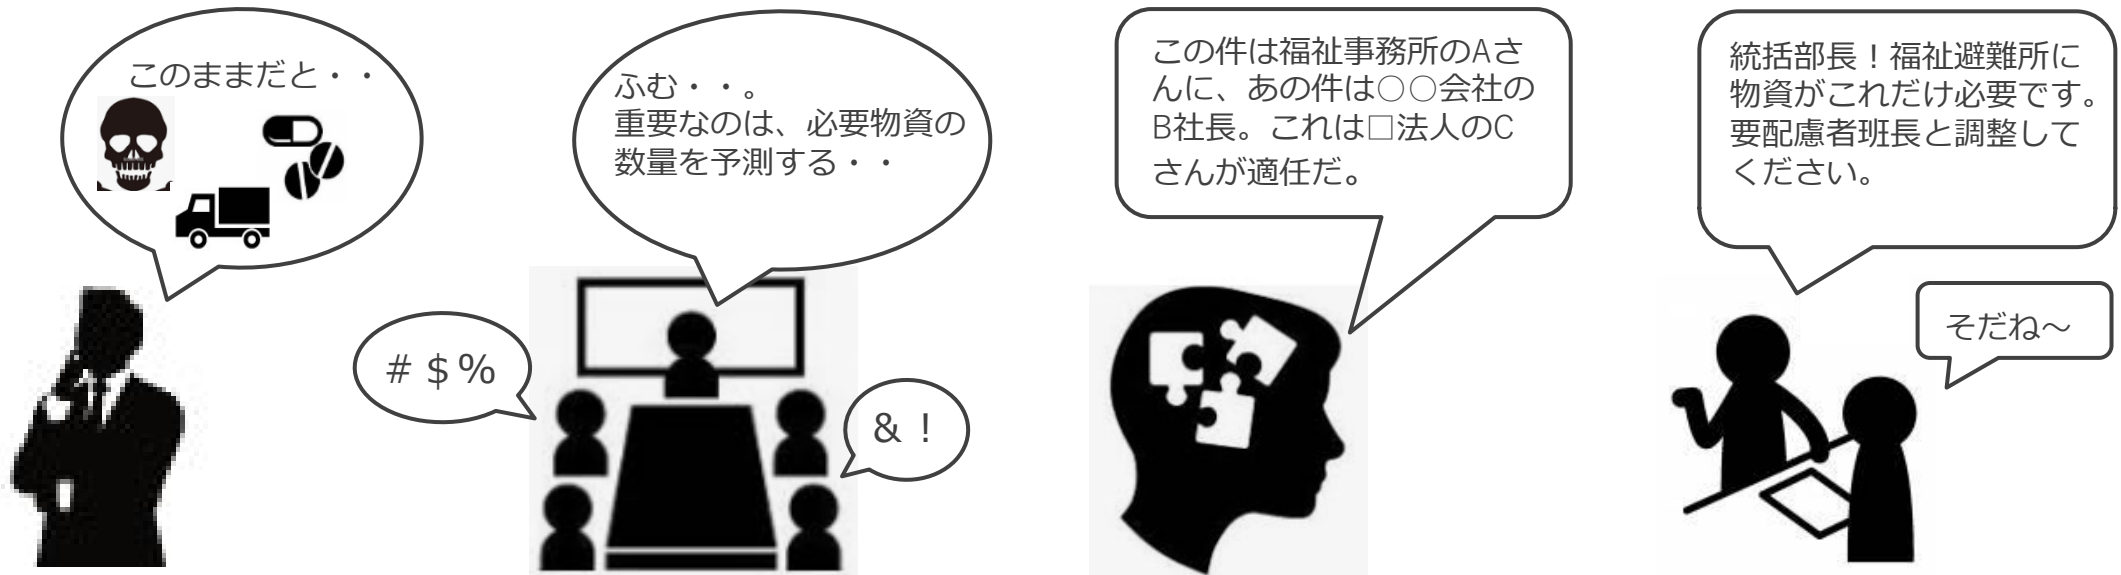 このままだと・・
ふむ・・。
重要なのは、必要物資の
数量を予測する・・
＃＄％
＆！
この件は福祉事務所のAさ
んに、あの件は○○会社の
B社長。これは□法人のC
さんが適任だ。
統括部長！福祉避難所に
物資がこれだけ必要です。
要配慮者班長と調整して
ください。
そだね～